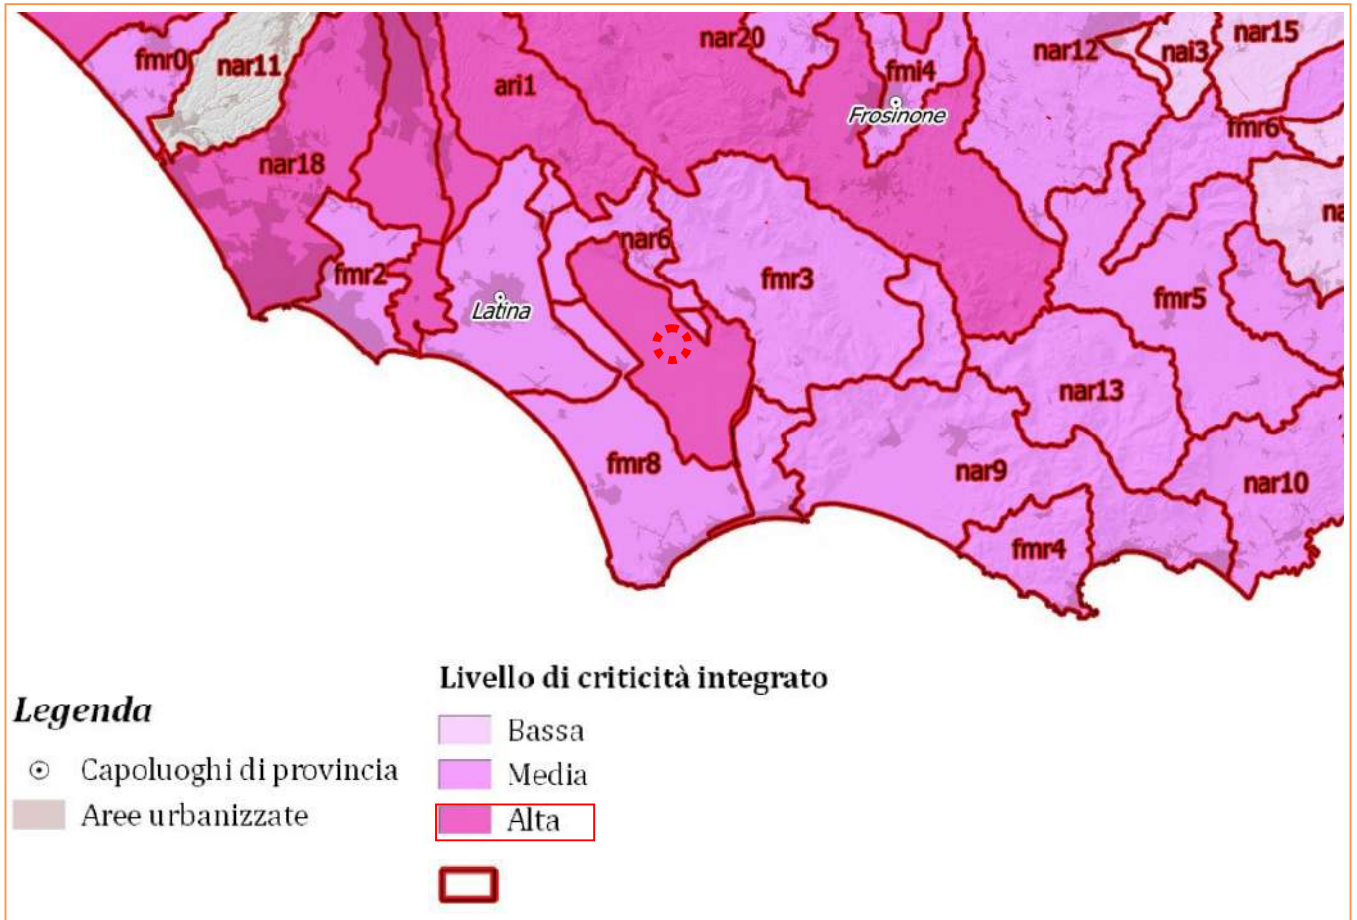 fmr0
nar11
nar18
fmr2
ari1
nar20
fmi4
Frosinone
nar12
nai3
nar15
fmr6
na
nar6
fmr3
fmr5
Latina
nar13
fmr8
nar9
nar10
fmr4
Legenda
Capoluoghi di provincia
Aree urbanizzate
Livello di criticità integrato
Bassa
Media
Alta